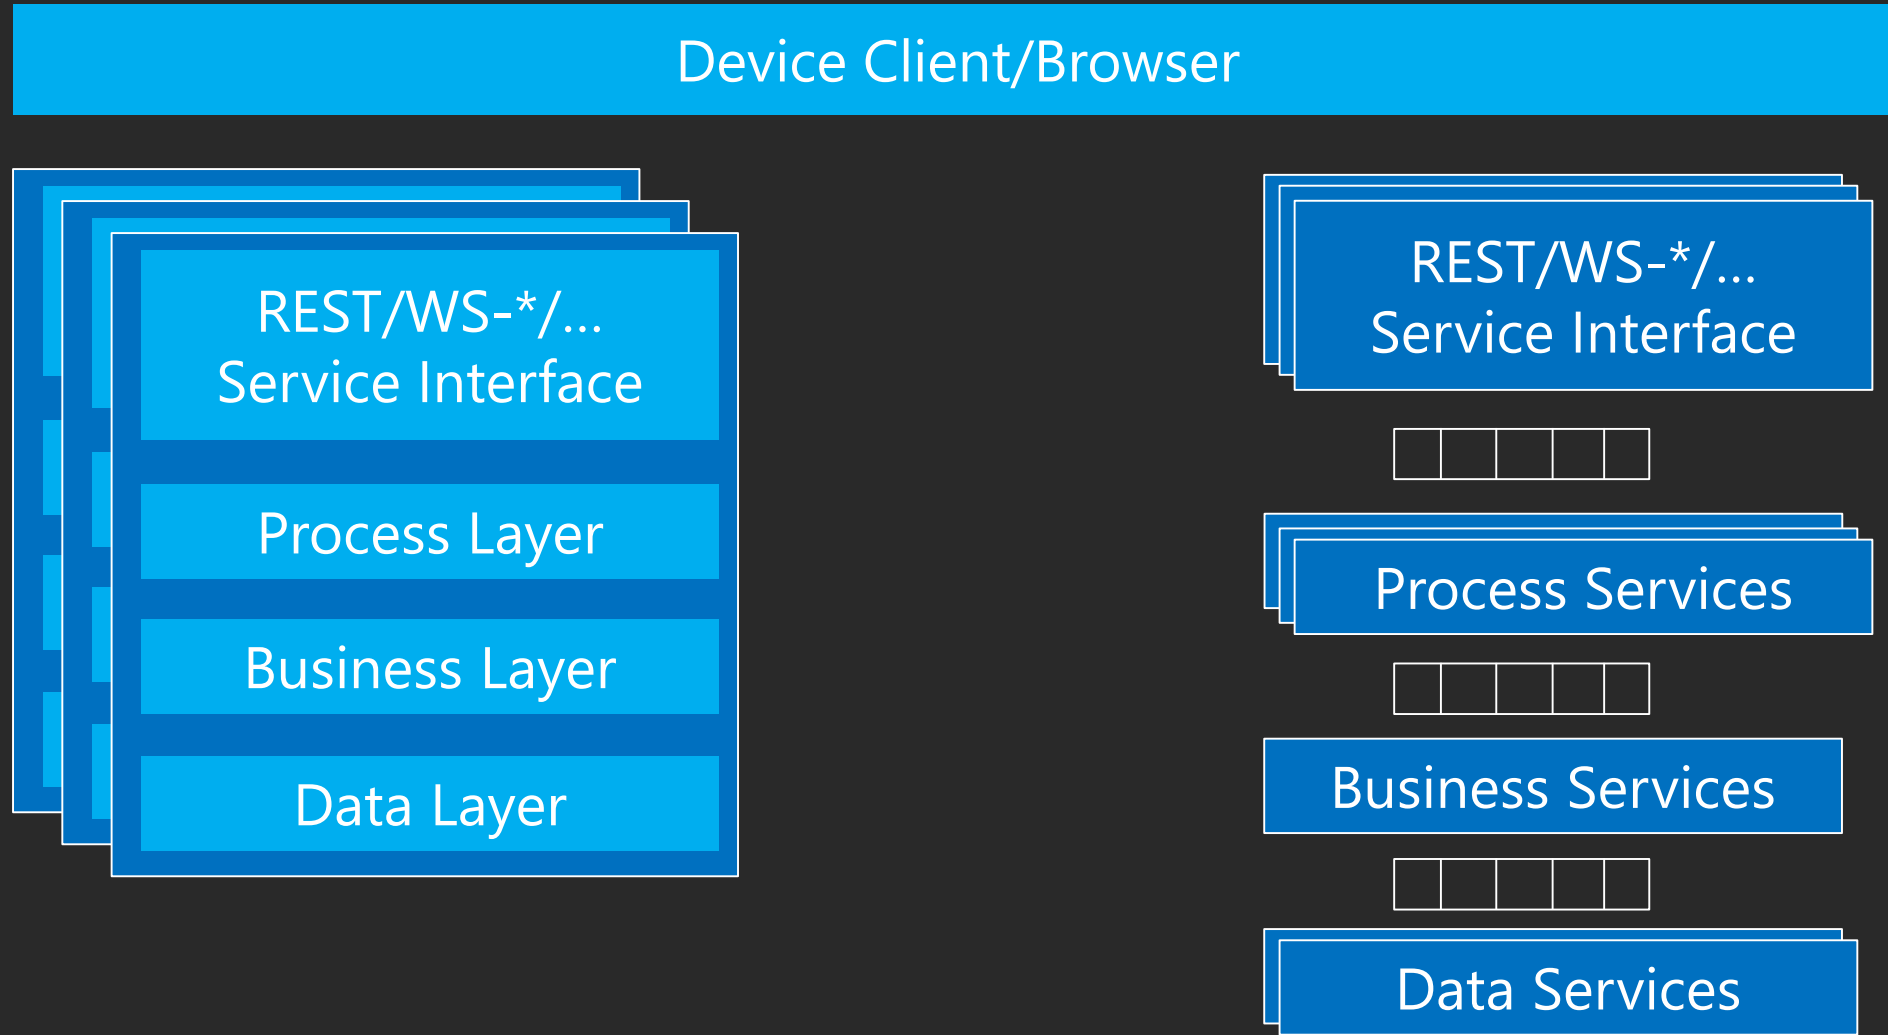 Device Client/Browser
REST/WS-*/...
Service Interface
Process Layer
Business Layer
Data Layer
REST/WS-*/...
Service Interface
Process Services
Business Services
Data Services